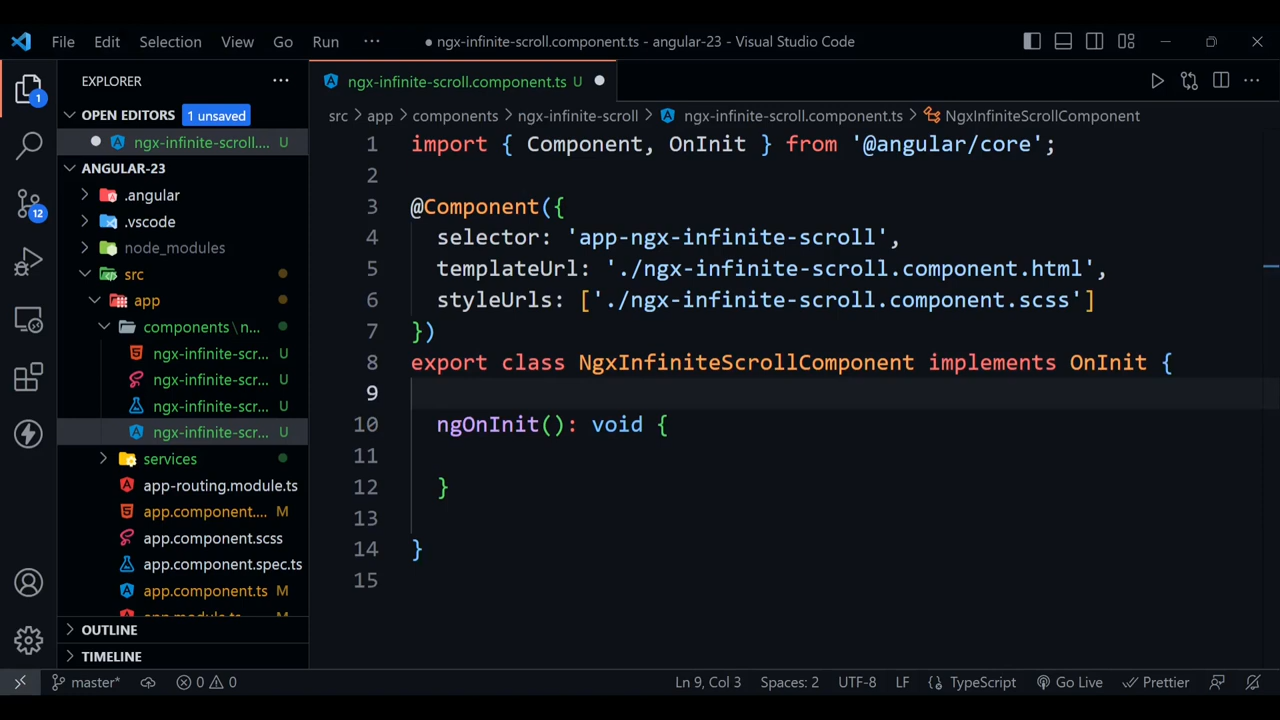 File Edit Selection View Go Run ··· ● ngx-infinite-scroll.component.ts - angular-23 - Visual Studio Code
EXPLORER ···
OPEN EDITORS 1 unsaved
ngx-infinite-scroll.... U
ANGULAR-23
.angular
.vscode
node_modules
src
app
components\n...
ngx-infinite-scr... U
ngx-infinite-scr... U
ngx-infinite-scr... U
ngx-infinite-scr... U
services
app-routing.module.ts
app.component.... M
app.component.scss
app.component.spec.ts
app.component.ts M
app.module.ts M
OUTLINE
TIMELINE
1
12
ngx-infinite-scroll.component.ts U ●
src > app > components > ngx-infinite-scroll > ngx-infinite-scroll.component.ts > NgxInfiniteScrollComponent
1 import { Component, OnInit } from '@angular/core';
2
3 @Component({
4 selector: 'app-ngx-infinite-scroll',
5 templateUrl: './ngx-infinite-scroll.component.html',
6 styleUrls: ['./ngx-infinite-scroll.component.scss']
7 })
8 export class NgxInfiniteScrollComponent implements OnInit {
9
10 ngOnInit(): void {
11
12 }
13
14 }
15
master* 0 0 Ln 9, Col 3 Spaces: 2 UTF-8 LF TypeScript Go Live Prettier